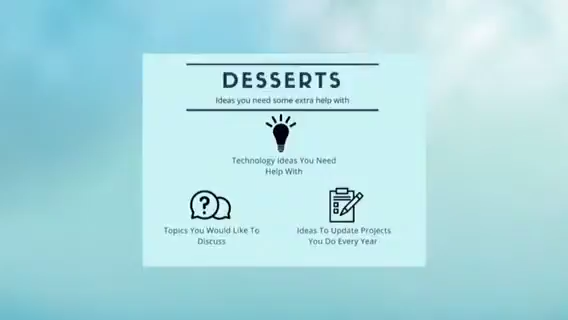 DESSERTS
Ideas you need some extra help with
Technology Ideas You Need
Help With
Topics You Would Like To
Discuss
Ideas To Update Projects
You Do Every Year